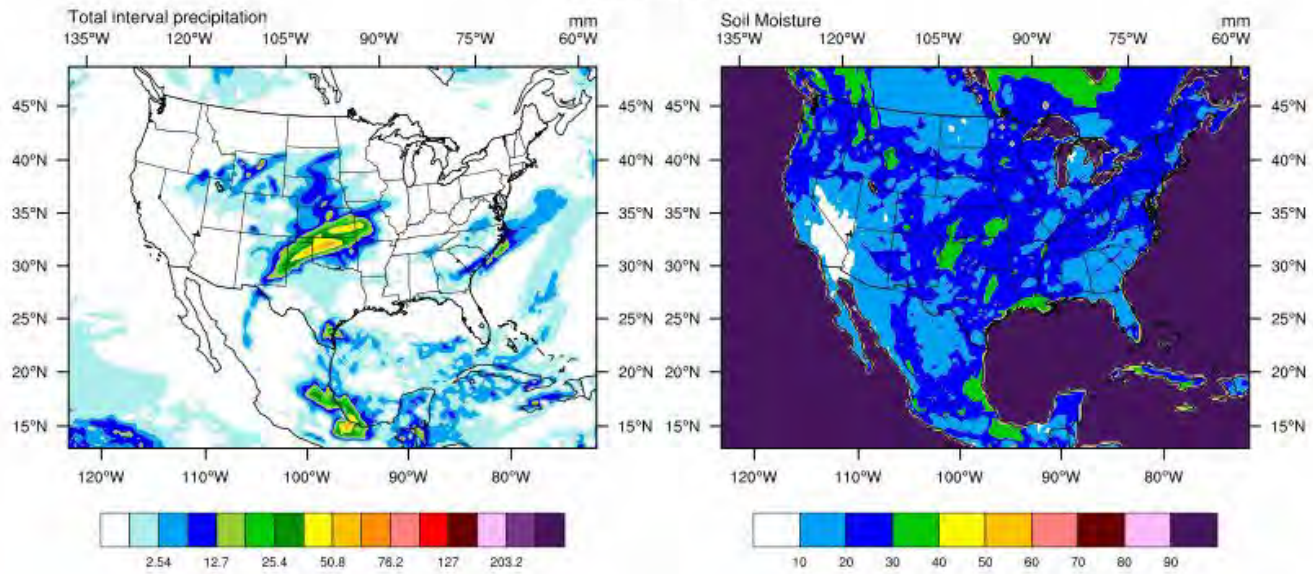 Total interval precipitation mm
135°W 120°W 105°W 90°W 75°W 60°W
45°N 45°N
40°N 40°N
35°N 35°N
30°N 30°N
25°N 25°N
20°N 20°N
15°N 15°N
120°W 110°W 100°W 90°W 80°W
2.54 12.7 25.4 50.8 76.2 127 203.2
Soil Moisture mm
135°W 120°W 105°W 90°W 75°W 60°W
45°N 45°N
40°N 40°N
35°N 35°N
30°N 30°N
25°N 25°N
20°N 20°N
15°N 15°N
120°W 110°W 100°W 90°W 80°W
10 20 30 40 50 60 70 80 90